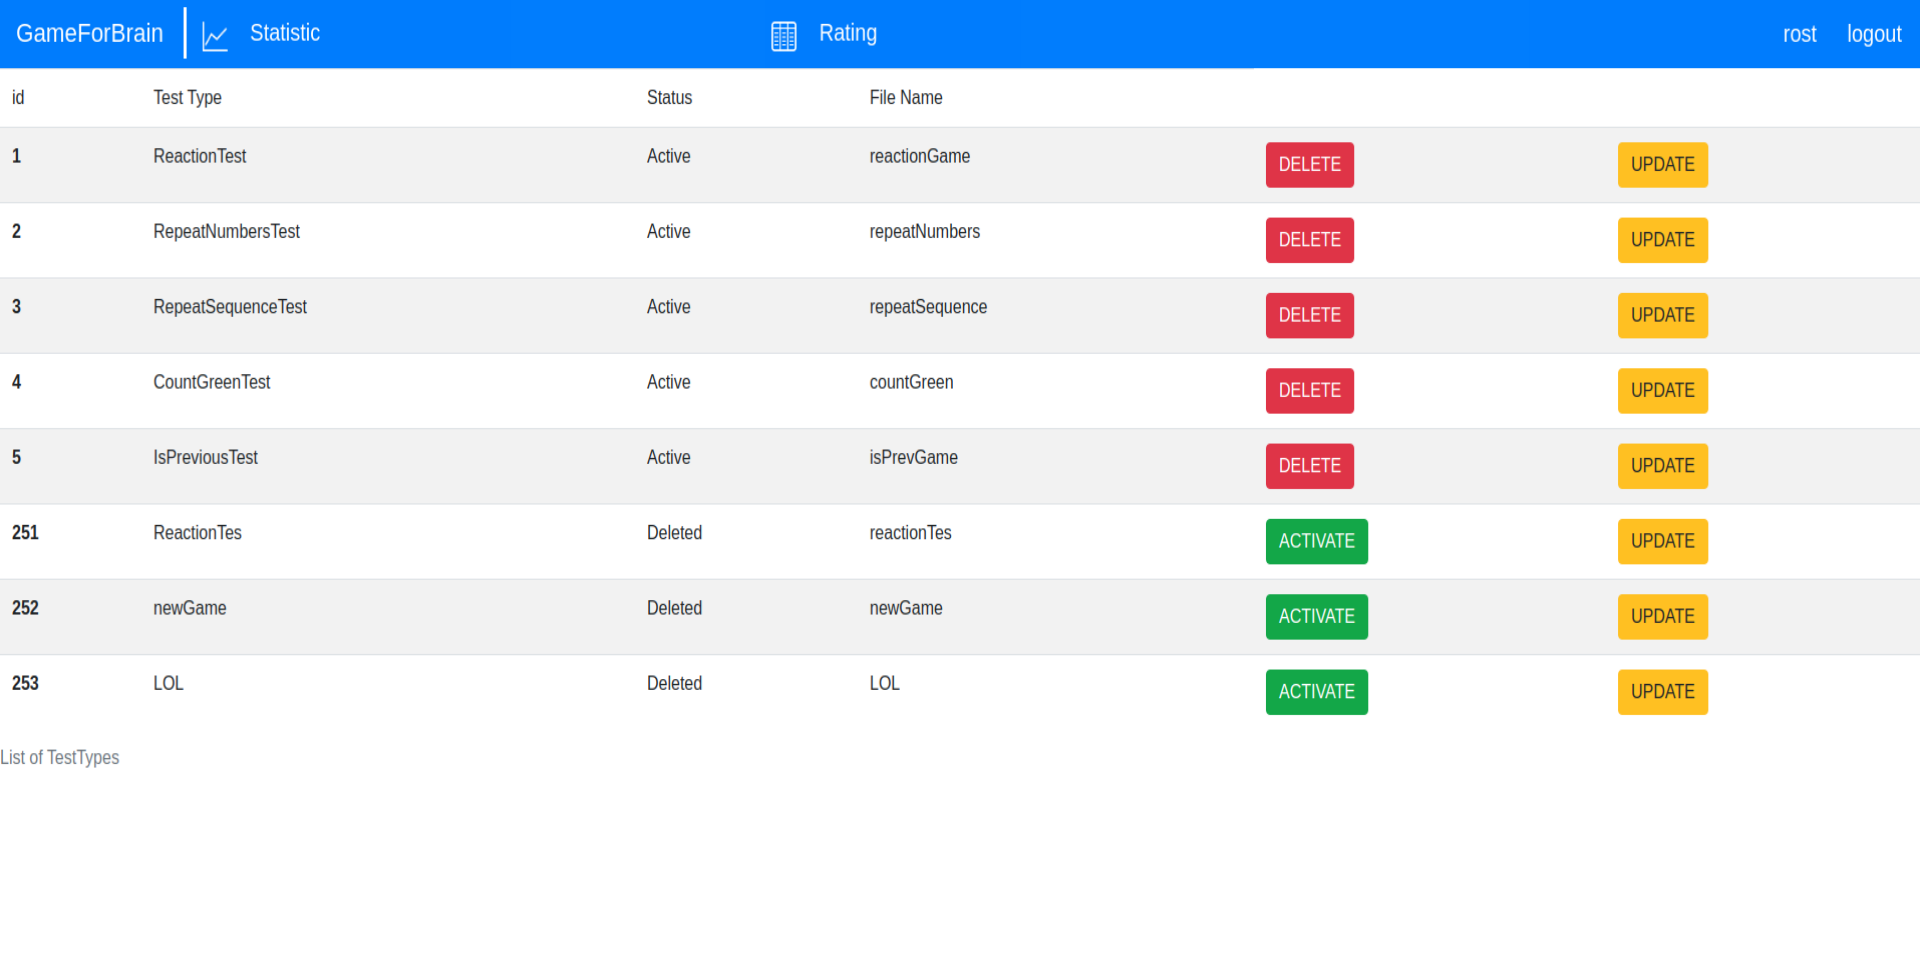 GameForBrain Statistic Rating rost logout
id Test Type Status File Name
1 ReactionTest Active reactionGame DELETE UPDATE
2 RepeatNumbersTest Active repeatNumbers DELETE UPDATE
3 RepeatSequenceTest Active repeatSequence DELETE UPDATE
4 CountGreenTest Active countGreen DELETE UPDATE
5 IsPreviousTest Active isPrevGame DELETE UPDATE
251 ReactionTes Deleted reactionTes ACTIVATE UPDATE
252 newGame Deleted newGame ACTIVATE UPDATE
253 LOL Deleted LOL ACTIVATE UPDATE
List of TestTypes